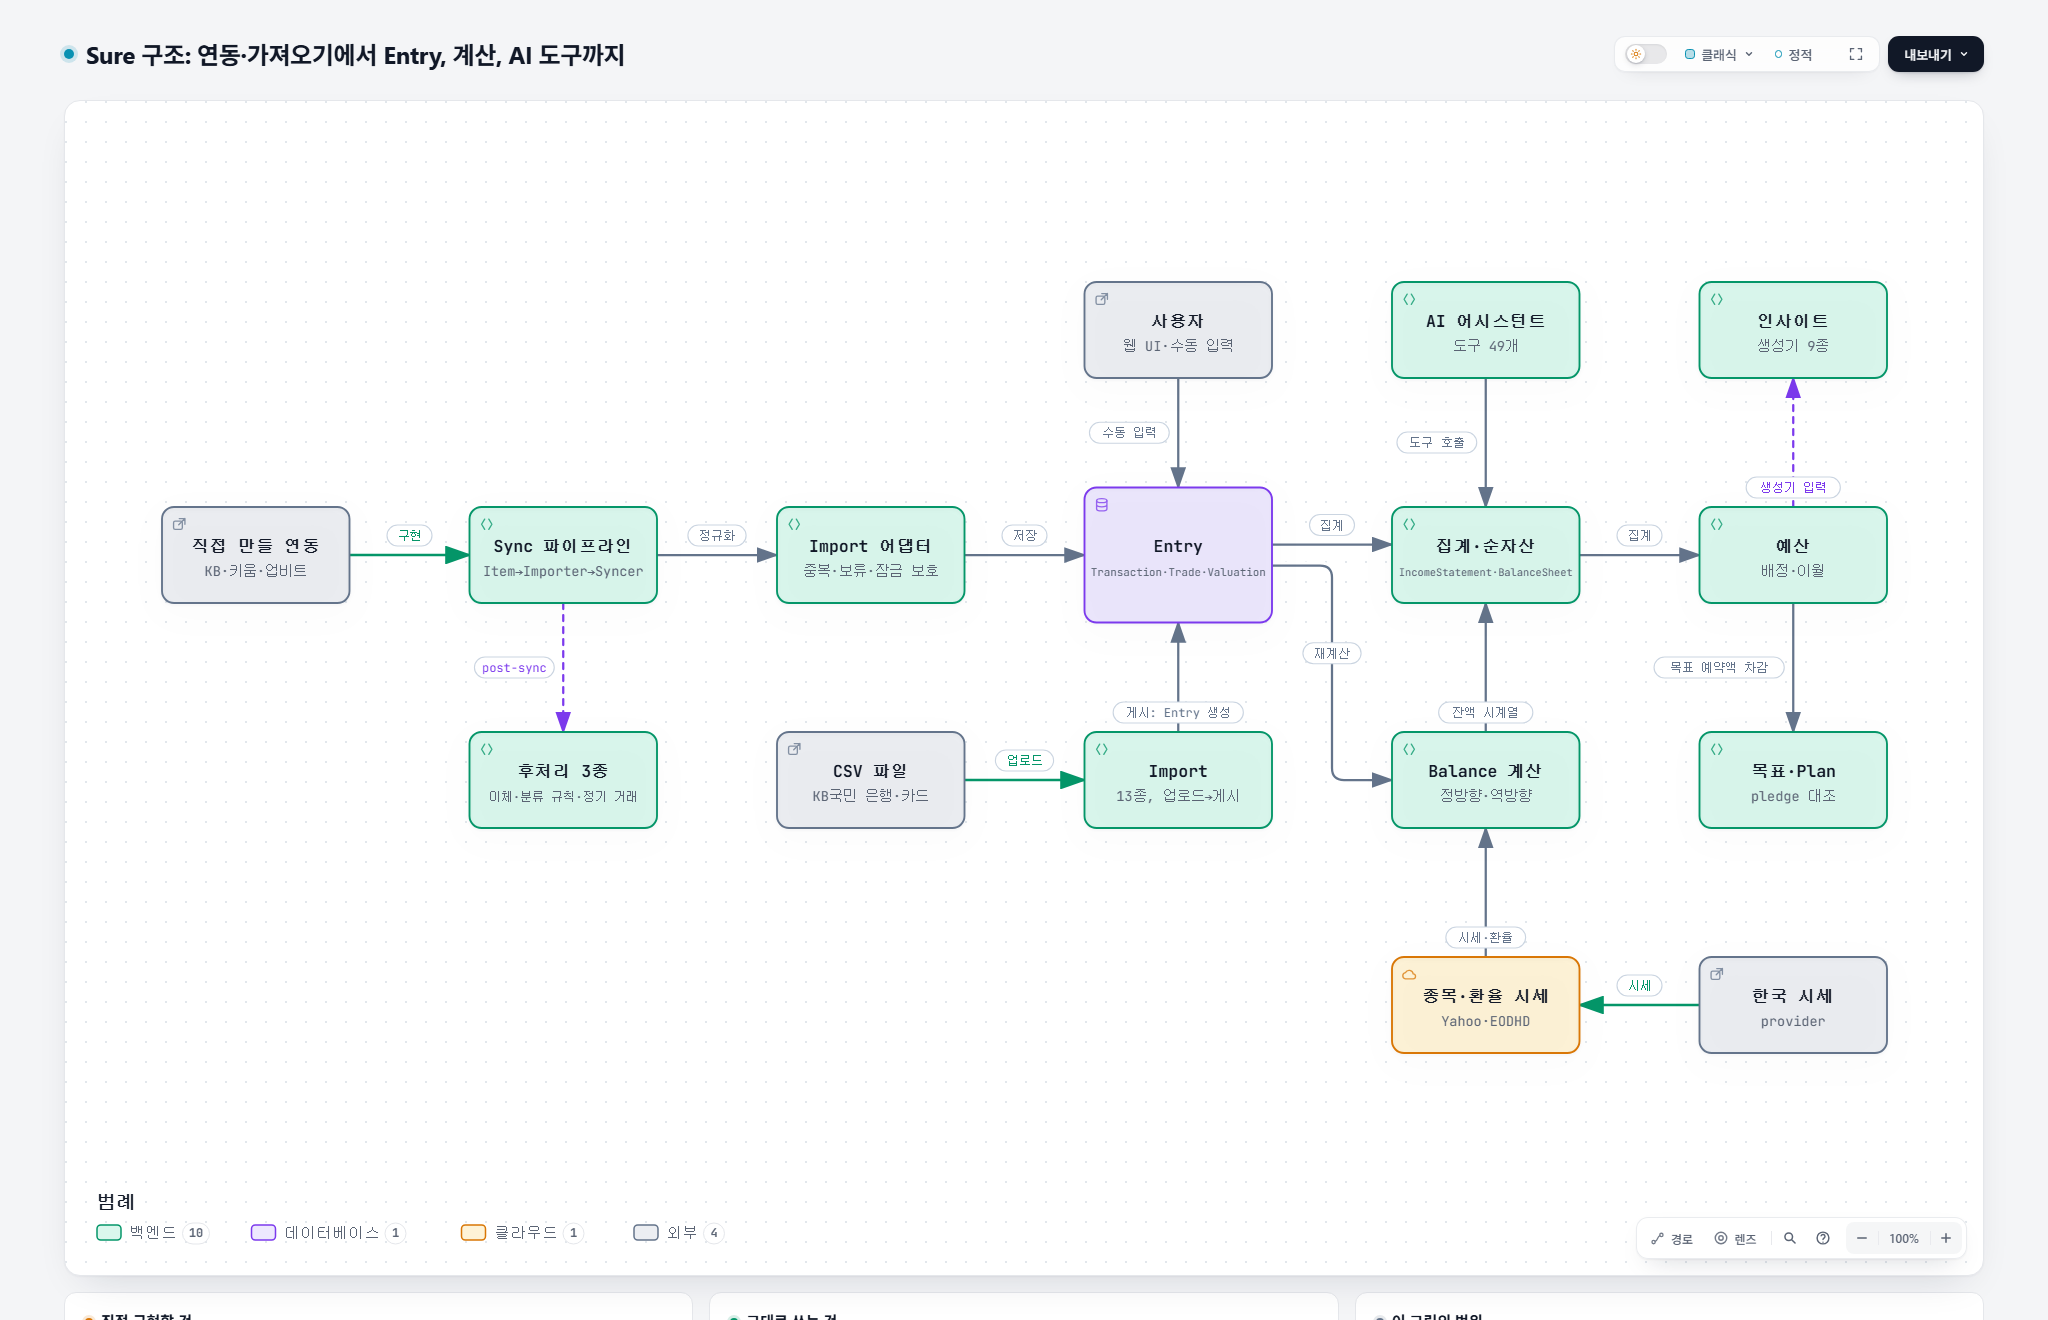 Sure 구조: 연동·가져오기에서 Entry, 계산, AI 도구까지
클래식
정적
내보내기
사용자
웹 UI·수동 입력
AI 어시스턴트
도구 49개
인사이트
생성기 9종
수동 입력
도구 호출
생성기 입력
직접 만들 연동
KB·키움·업비트
구현
Sync 파이프라인
Item→Importer→Syncer
정규화
Import 어댑터
중복·보류·잠금 보호
저장
Entry
Transaction·Trade·Valuation
집계
집계·순자산
IncomeStatement·BalanceSheet
집계
예산
배정·이월
post-sync
재계산
목표 예약액 차감
게시: Entry 생성
잔액 시계열
후처리 3종
이체·분류 규칙·정기 거래
CSV 파일
KB국민 은행·카드
업로드
Import
13종, 업로드→게시
Balance 계산
정방향·역방향
목표·Plan
pledge 대조
시세·환율
종목·환율 시세
Yahoo·EODHD
시세
한국 시세
provider
범례
백엔드 10
데이터베이스 1
클라우드 1
외부 4
경로
렌즈
100%